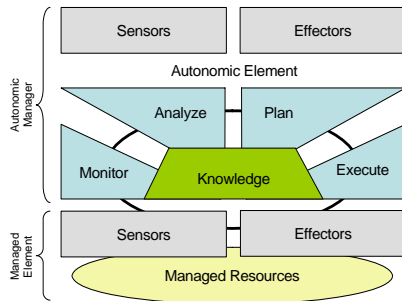 Sensors
Effectors
Autonomic Element
Autonomic
Manager
Analyze
Plan
Monitor
Knowledge
Execute
Managed
Element
Sensors
Effectors
Managed Resources